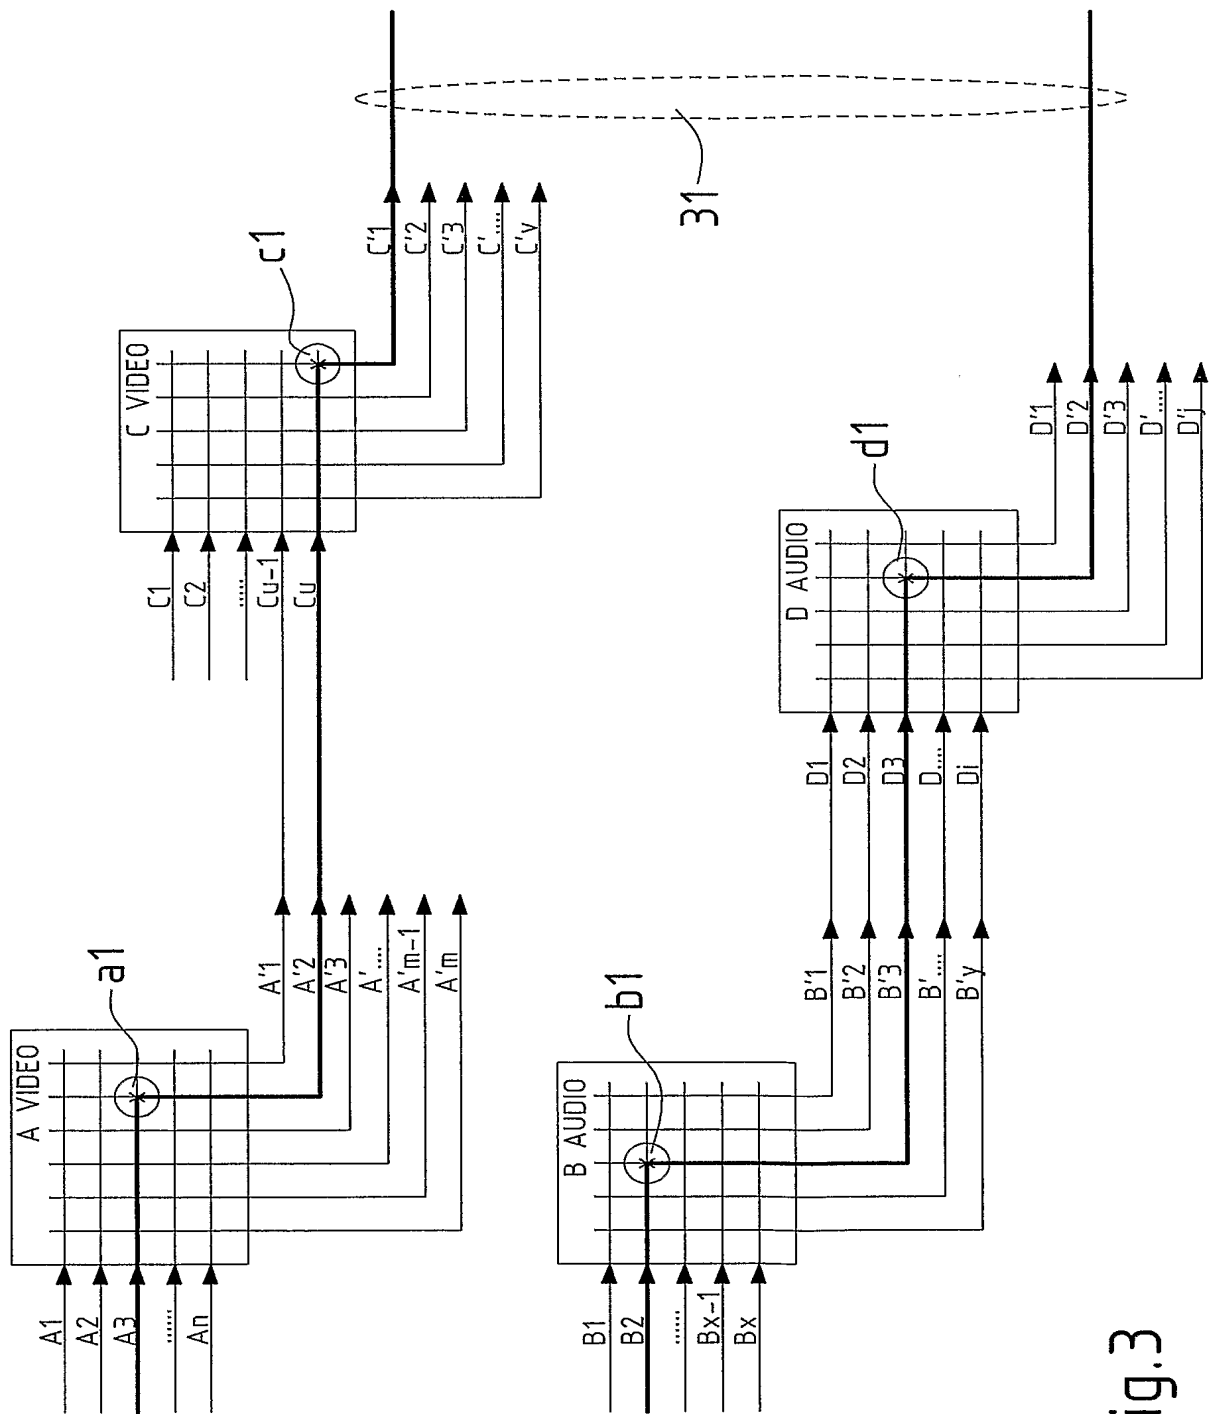 A VIDEO
A1
A2
A3
......
An
a1
A'1
A'2
A'3
A'....
A'm-1
A'm
C VIDEO
C1
C2
.....
Cu-1
Cu
c1
C'1
C'2
C'3
C'....
C'v
31
B AUDIO
B1
B2
......
Bx-1
Bx
b1
B'1
B'2
B'3
B'....
B'y
D AUDIO
D1
D2
D3
D....
Di
d1
D'1
D'2
D'3
D'....
D'j
ig.3